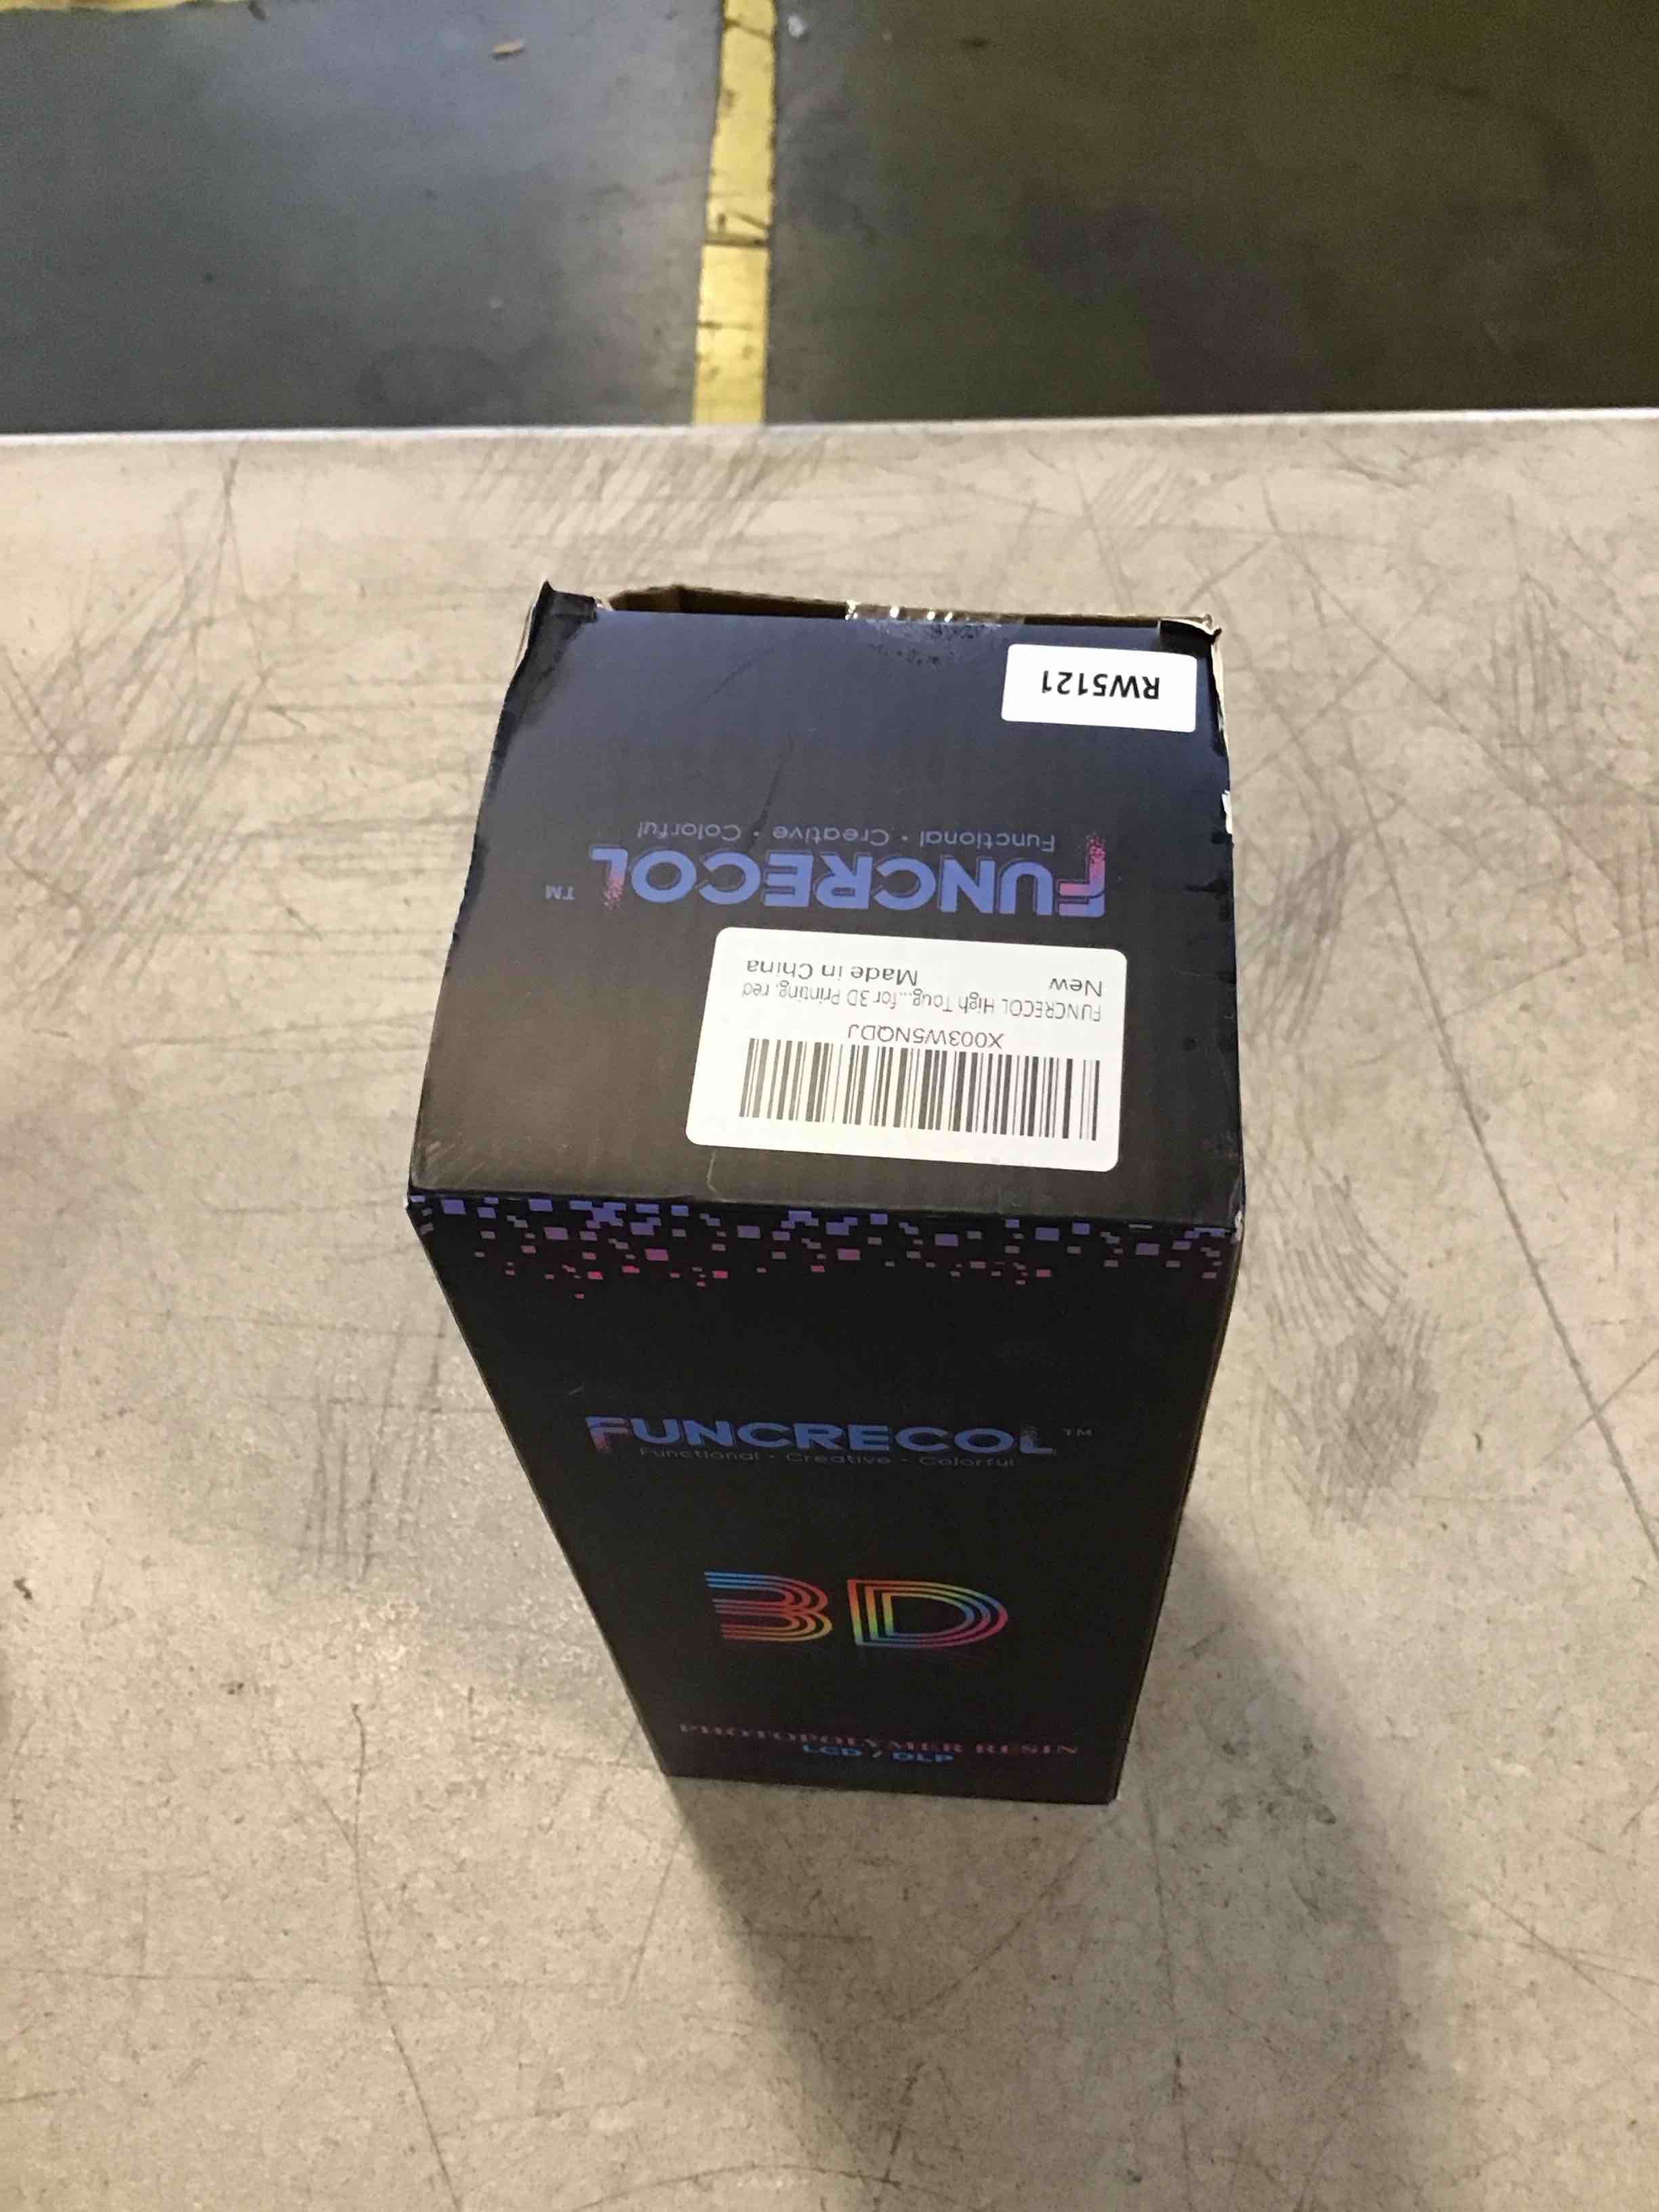 RW5121
FUNCRECOL™
Functional · Creative · Colorful
X003W5NQDJ
FUNCRECOL High Toug...for 3D Printing, red
New
Made in China
FUNCRECOL™
Functional · Creative · Colorful
3D
PHOTOPOLYMER RESIN
LCD / DLP